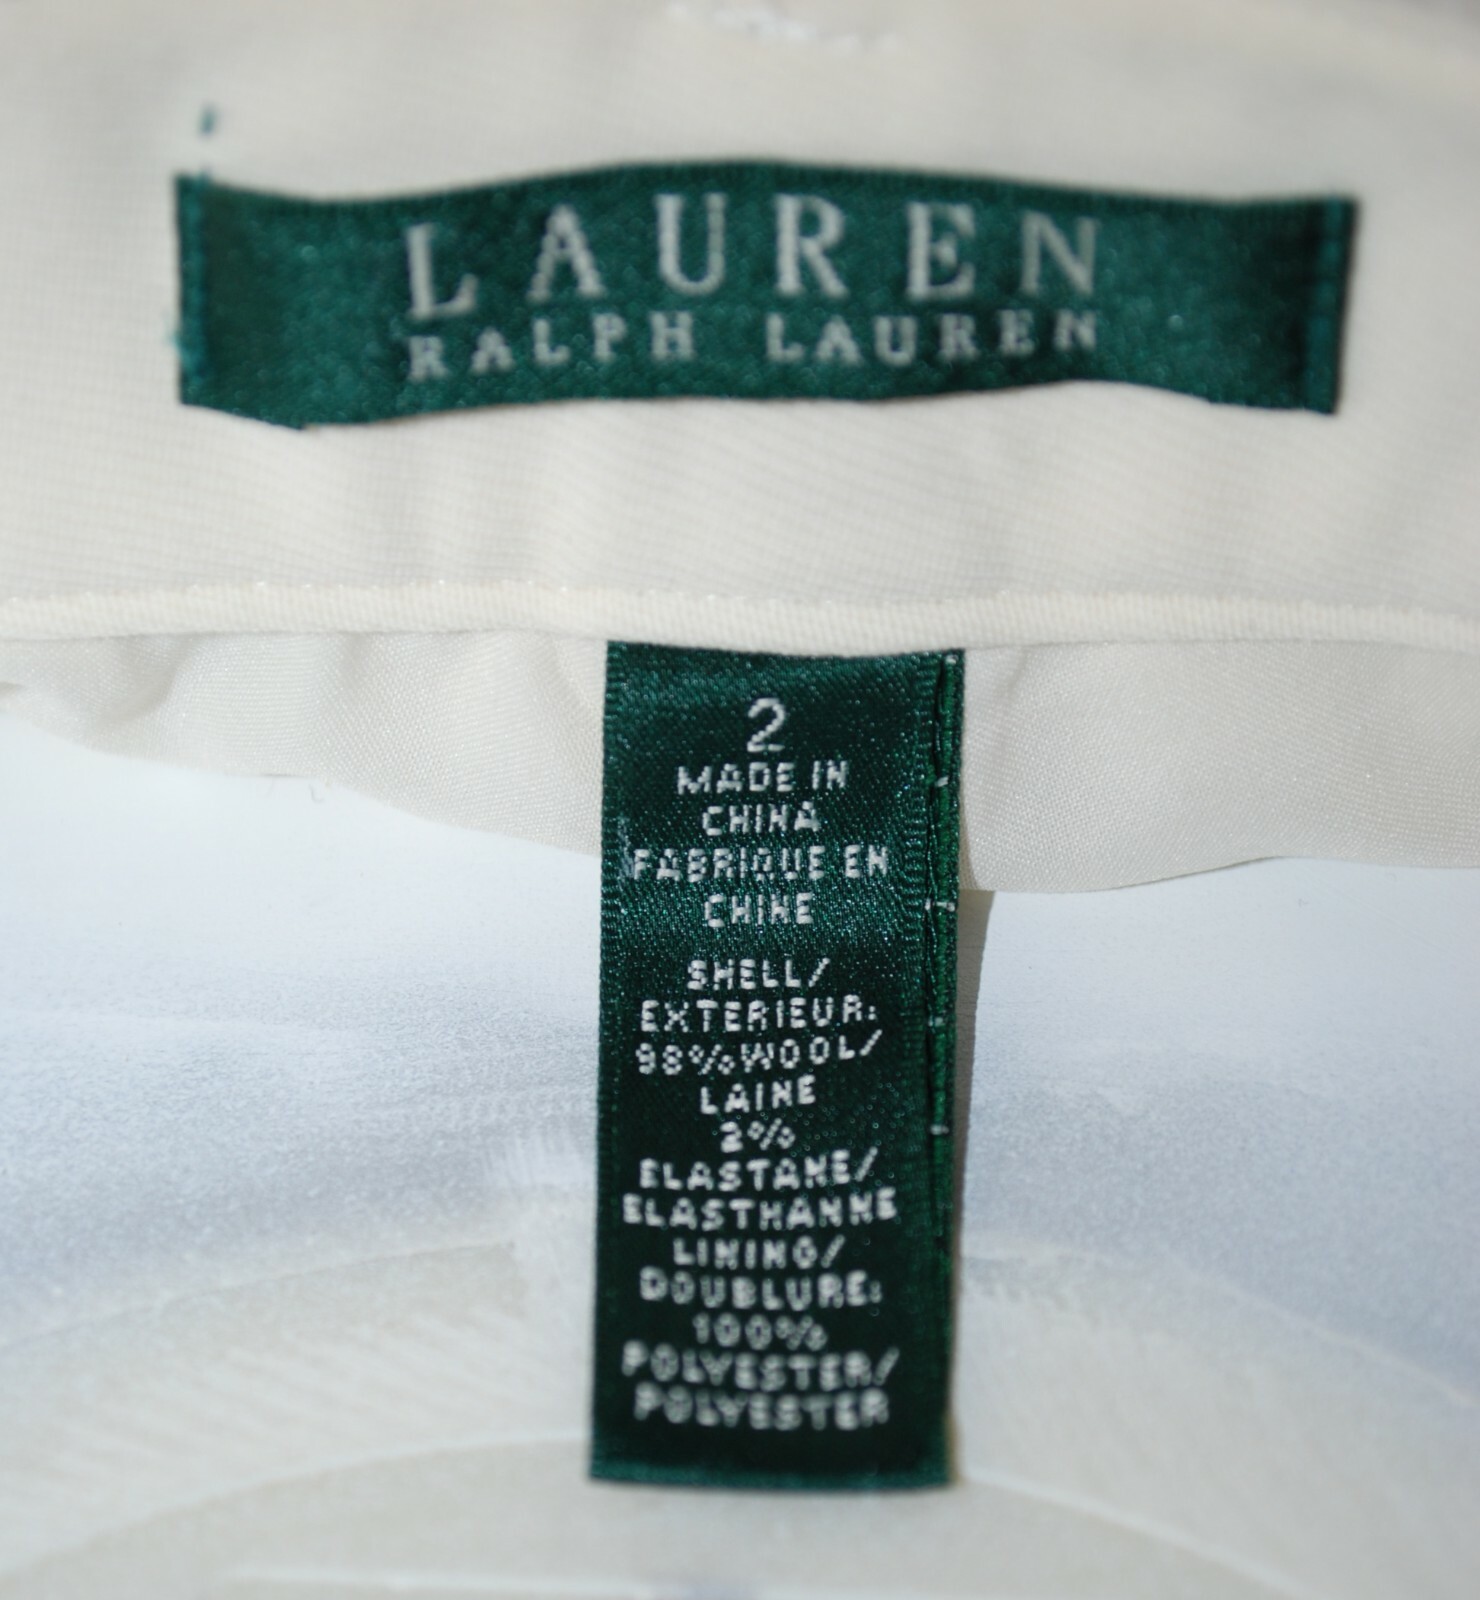 LAUREN
RALPH LAUREN
2
MADE IN
CHINA
FABRIQUE EN
CHINE
SHELL/
EXTERIEUR:
98%WOOL/
LAINE
2%
ELASTANE/
ELASTHANNE
LINING/
DOUBLURE:
100%
POLYESTER/
POLYESTER